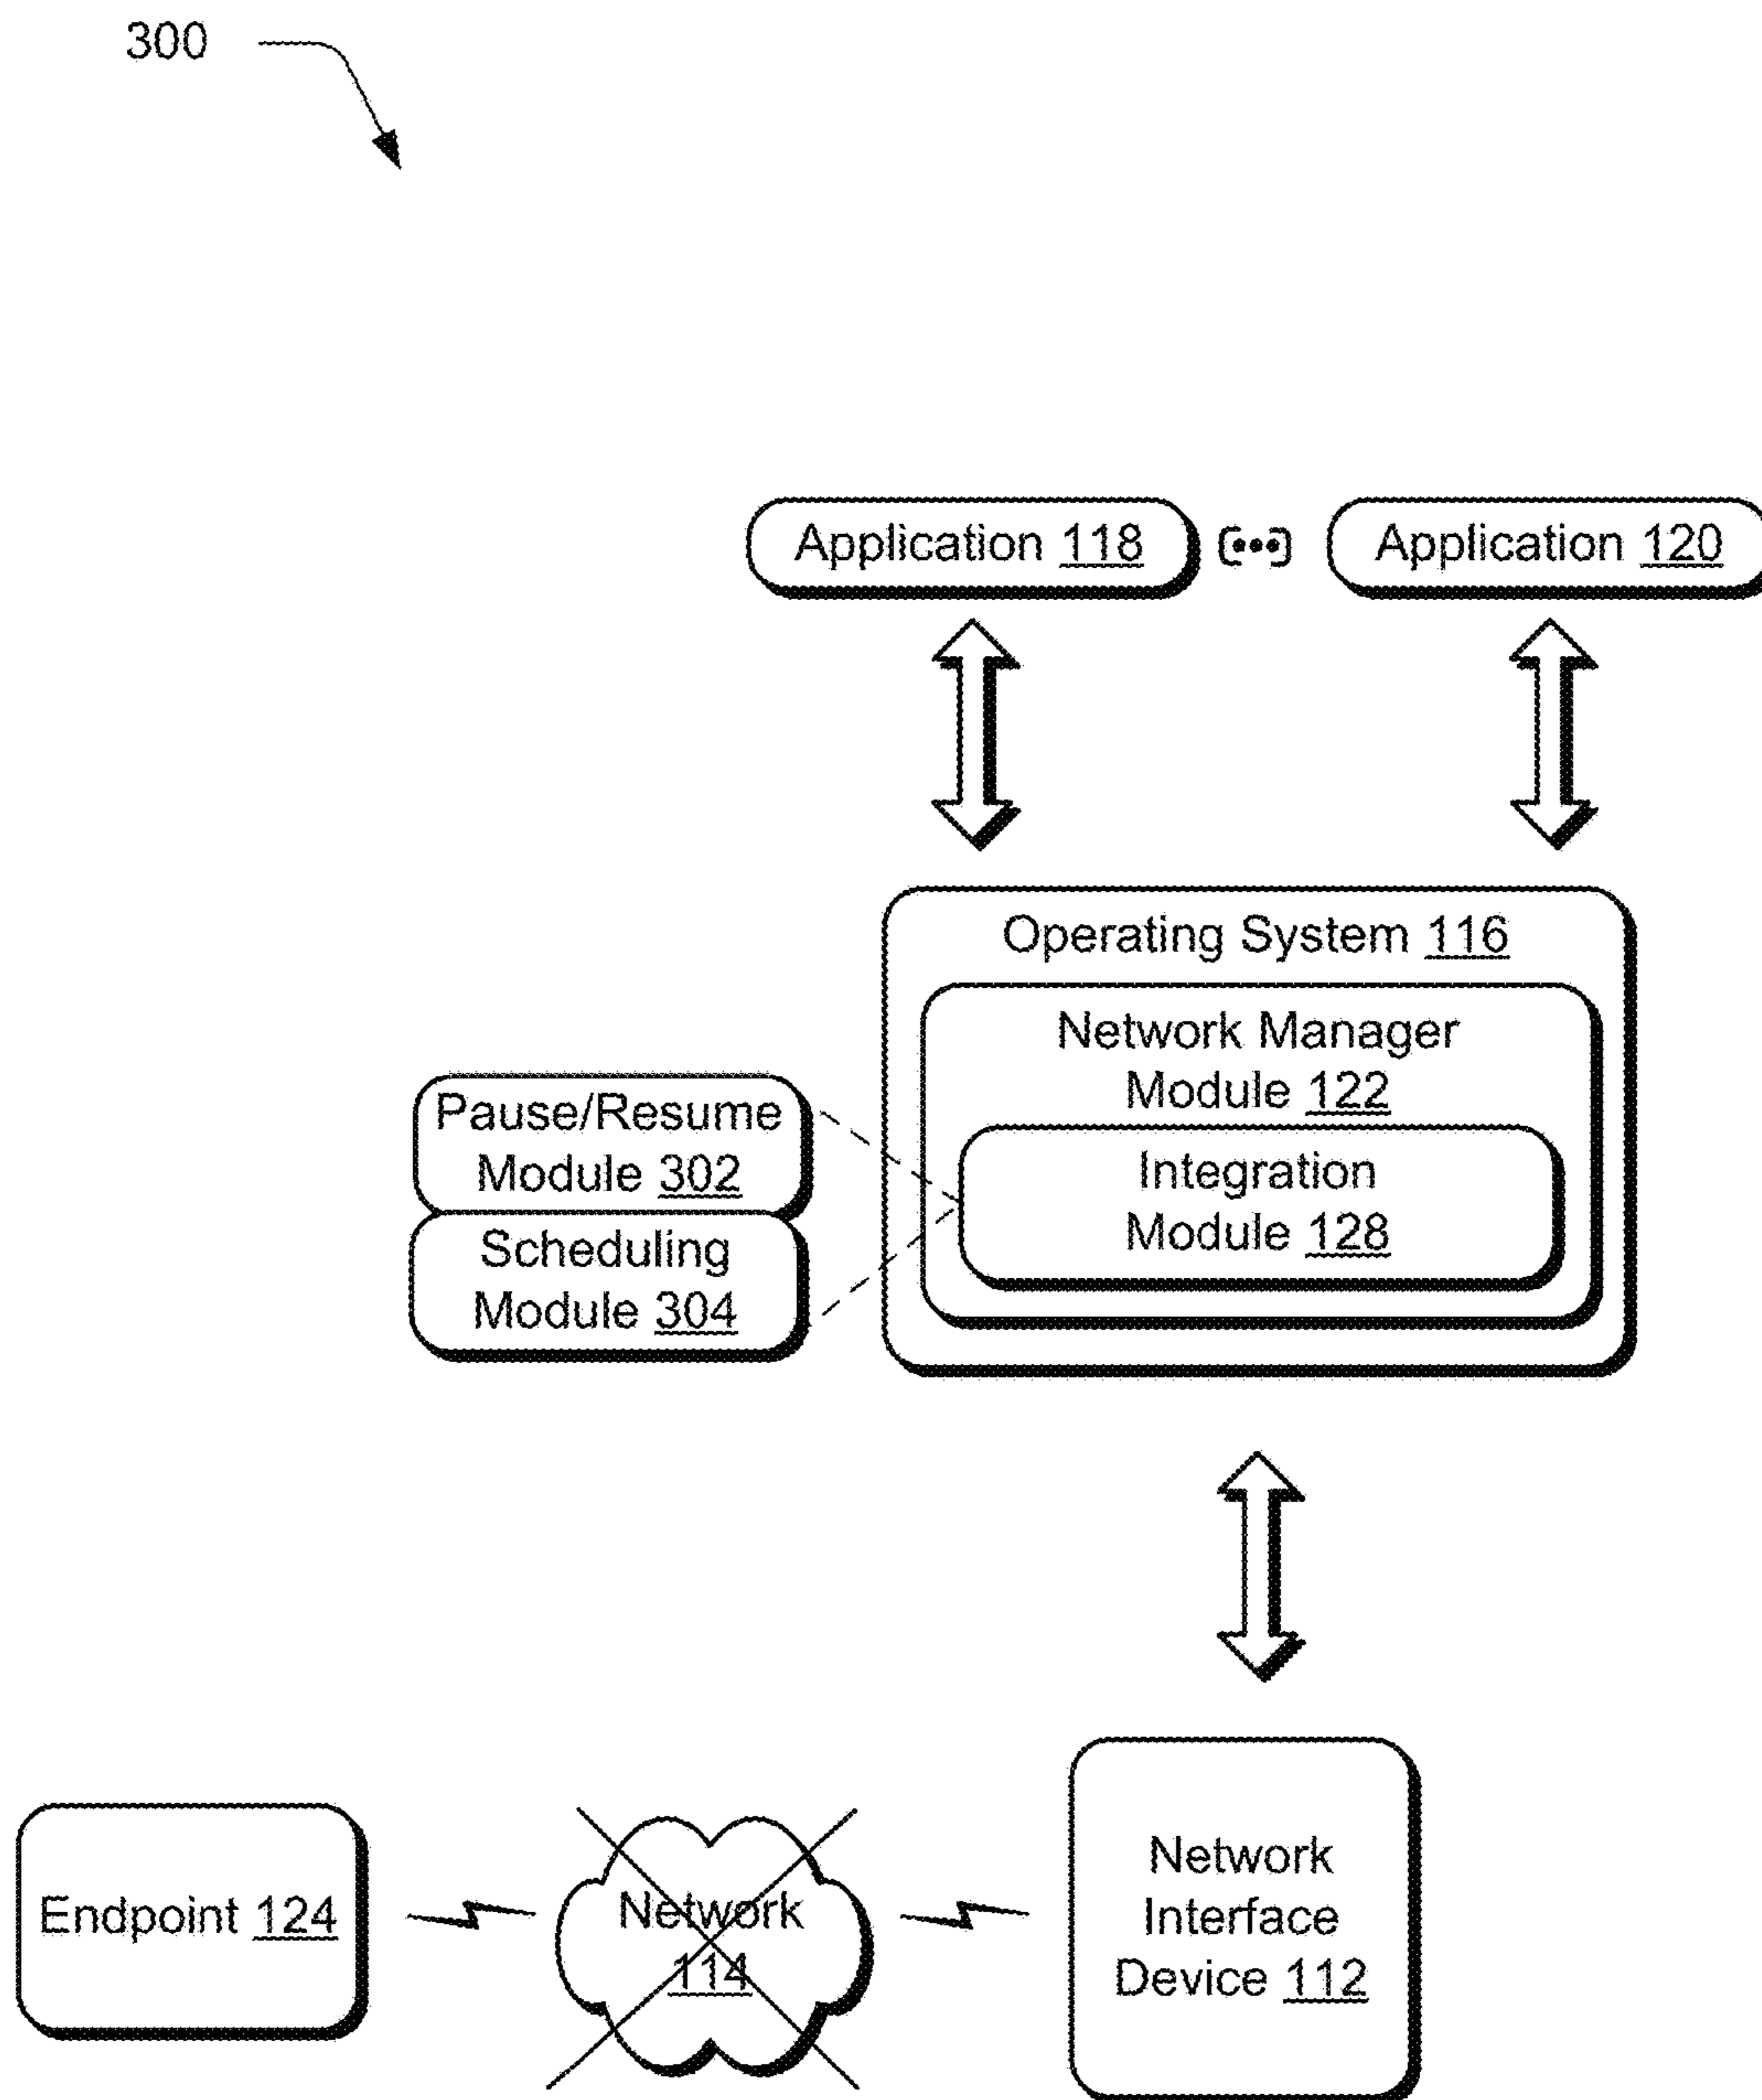 300
Application 118
Application 120
Operating System 116
Network Manager
Module 122
Integration
Module 128
Pause/Resume
Module 302
Scheduling
Module 304
Endpoint 124
Network
114
Network
Interface
Device 112